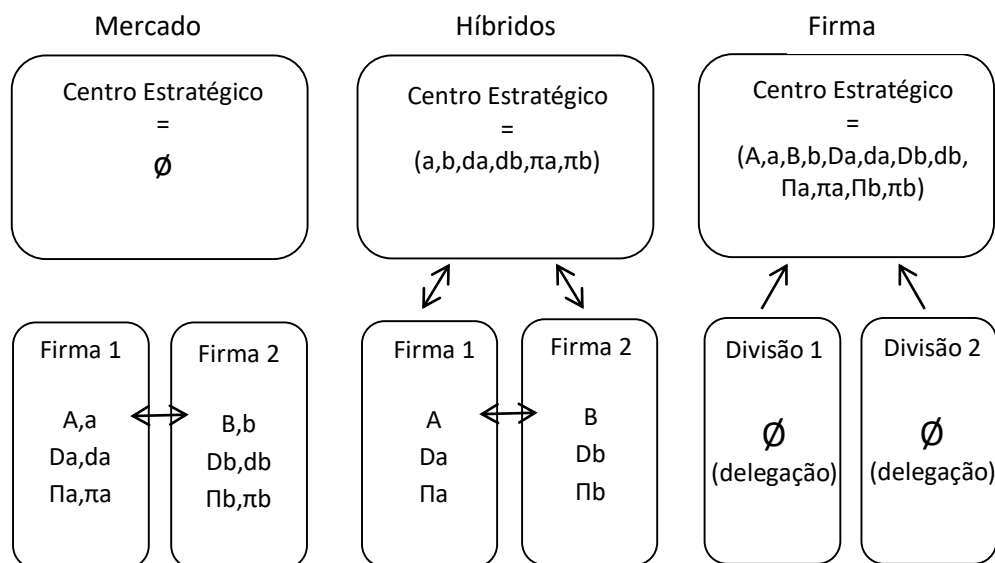 Mercado
Centro Estratégico
=
Ø
Firma 1
A,a
Da,da
Πa,πa
Firma 2
B,b
Db,db
Πb,πb
Híbridos
Centro Estratégico
=
(a,b,da,db,πa,πb)
Firma 1
A
Da
Πa
Firma 2
B
Db
Πb
Firma
Centro Estratégico
=
(A,a,B,b,Da,da,Db,db,
Πa,πa,Πb,πb)
Divisão 1
Ø
(delegação)
Divisão 2
Ø
(delegação)